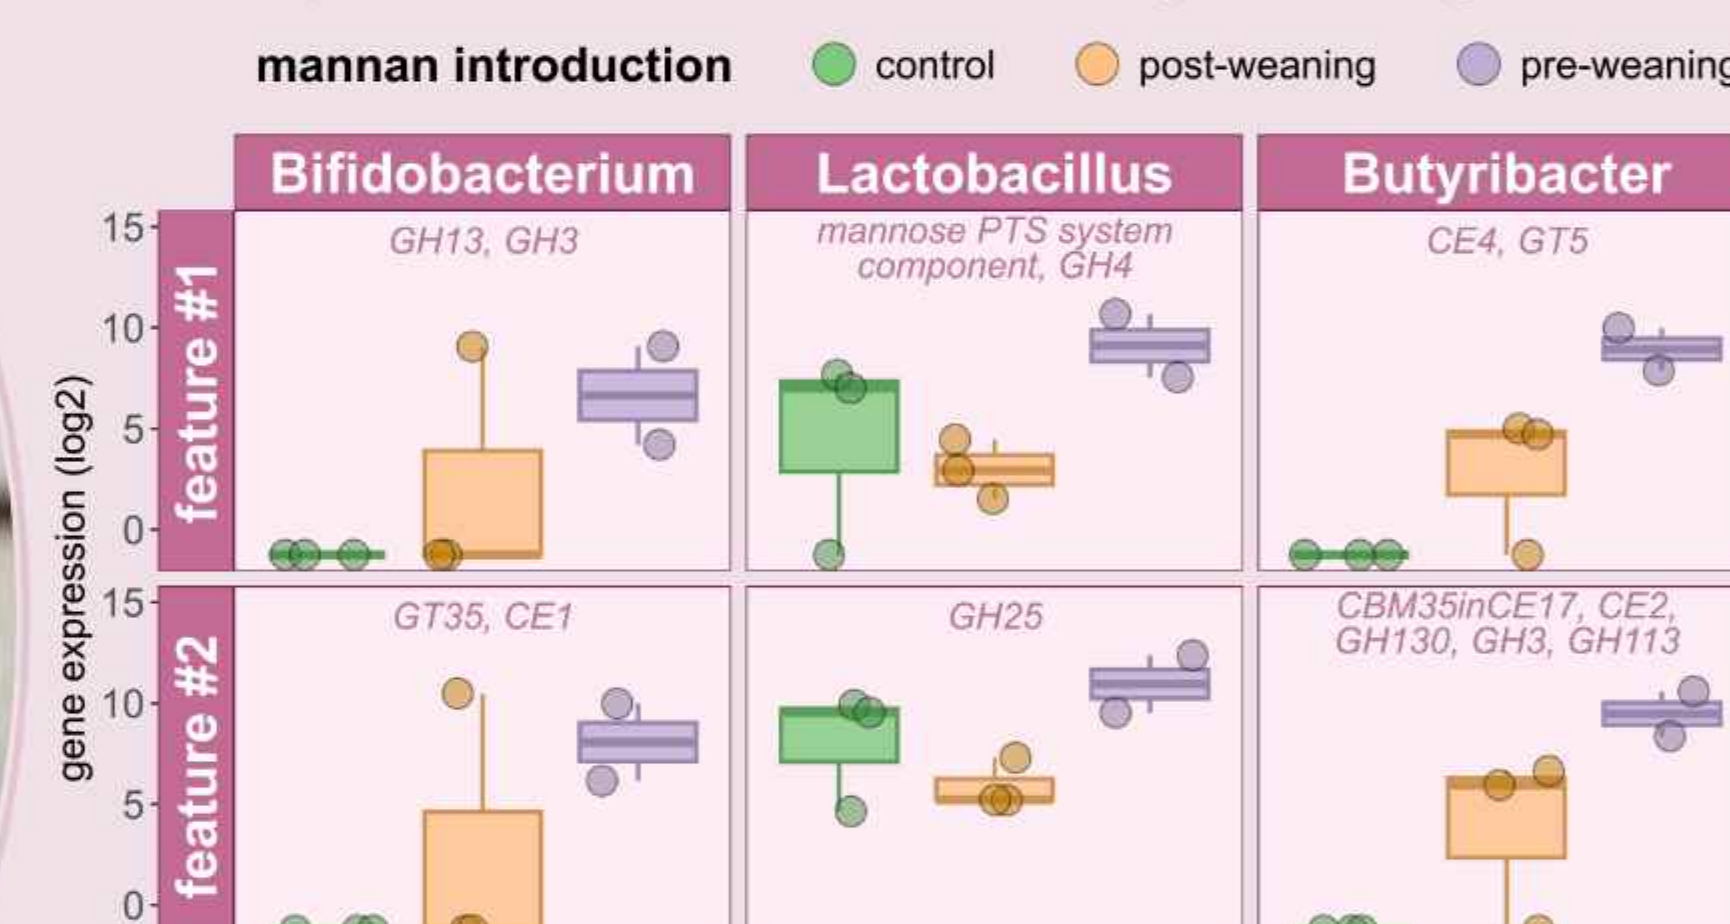 mannan introduction control post-weaning pre-weaning
Bifidobacterium Lactobacillus Butyribacter
gene expression (log2)
feature #1
15
10
5
0
GH13, GH3
mannose PTS system
component, GH4
CE4, GT5
feature #2
15
10
5
0
GT35, CE1
GH25
CBM35inCE17, CE2,
GH130, GH3, GH113